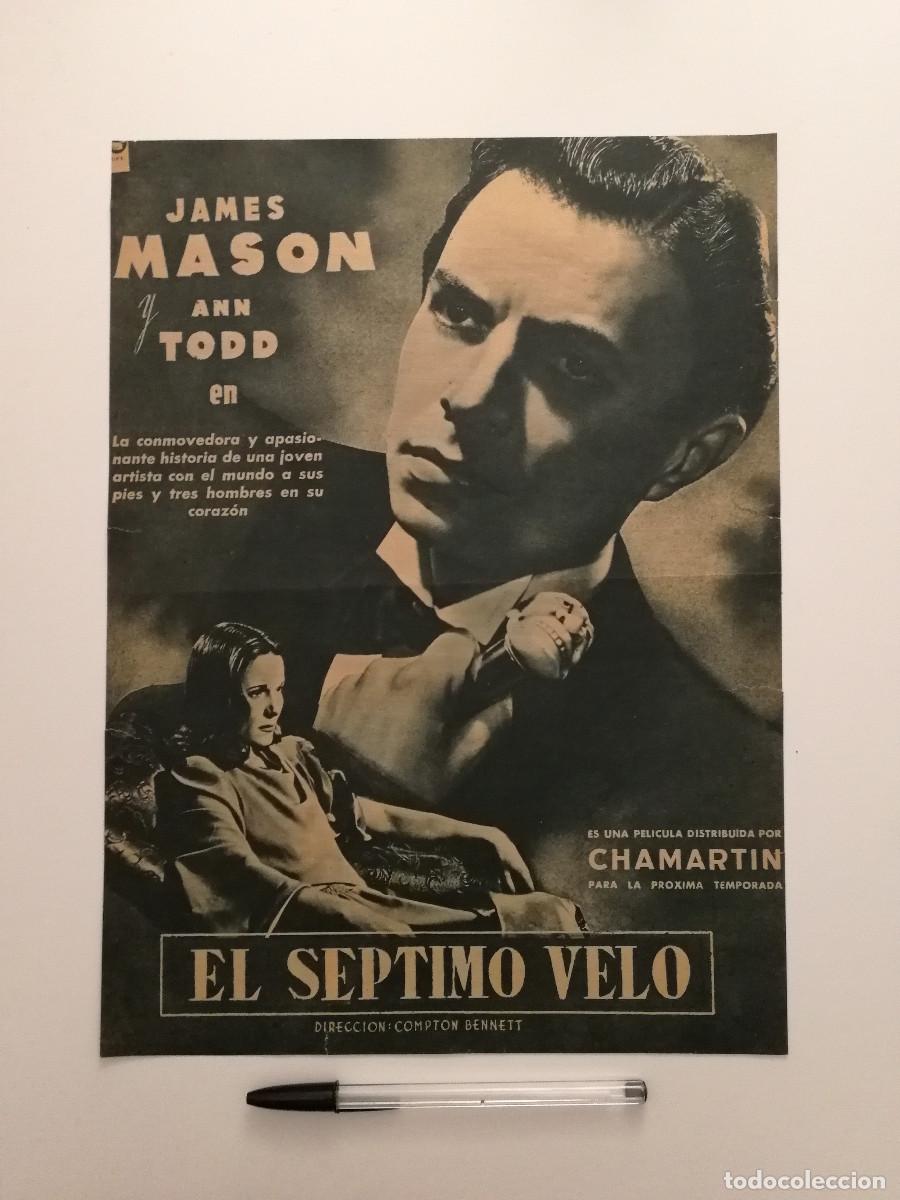 JAMES
MASON
y ANN
TODD
en
La conmovedora y apasio-
nante historia de una joven
artista con el mundo a sus
pies y tres hombres en su
corazón
ES UNA PELICULA DISTRIBUÍDA POR
CHAMARTIN
PARA LA PROXIMA TEMPORADA
EL SEPTIMO VELO
DIRECCION: COMPTON BENNETT
todocoleccion